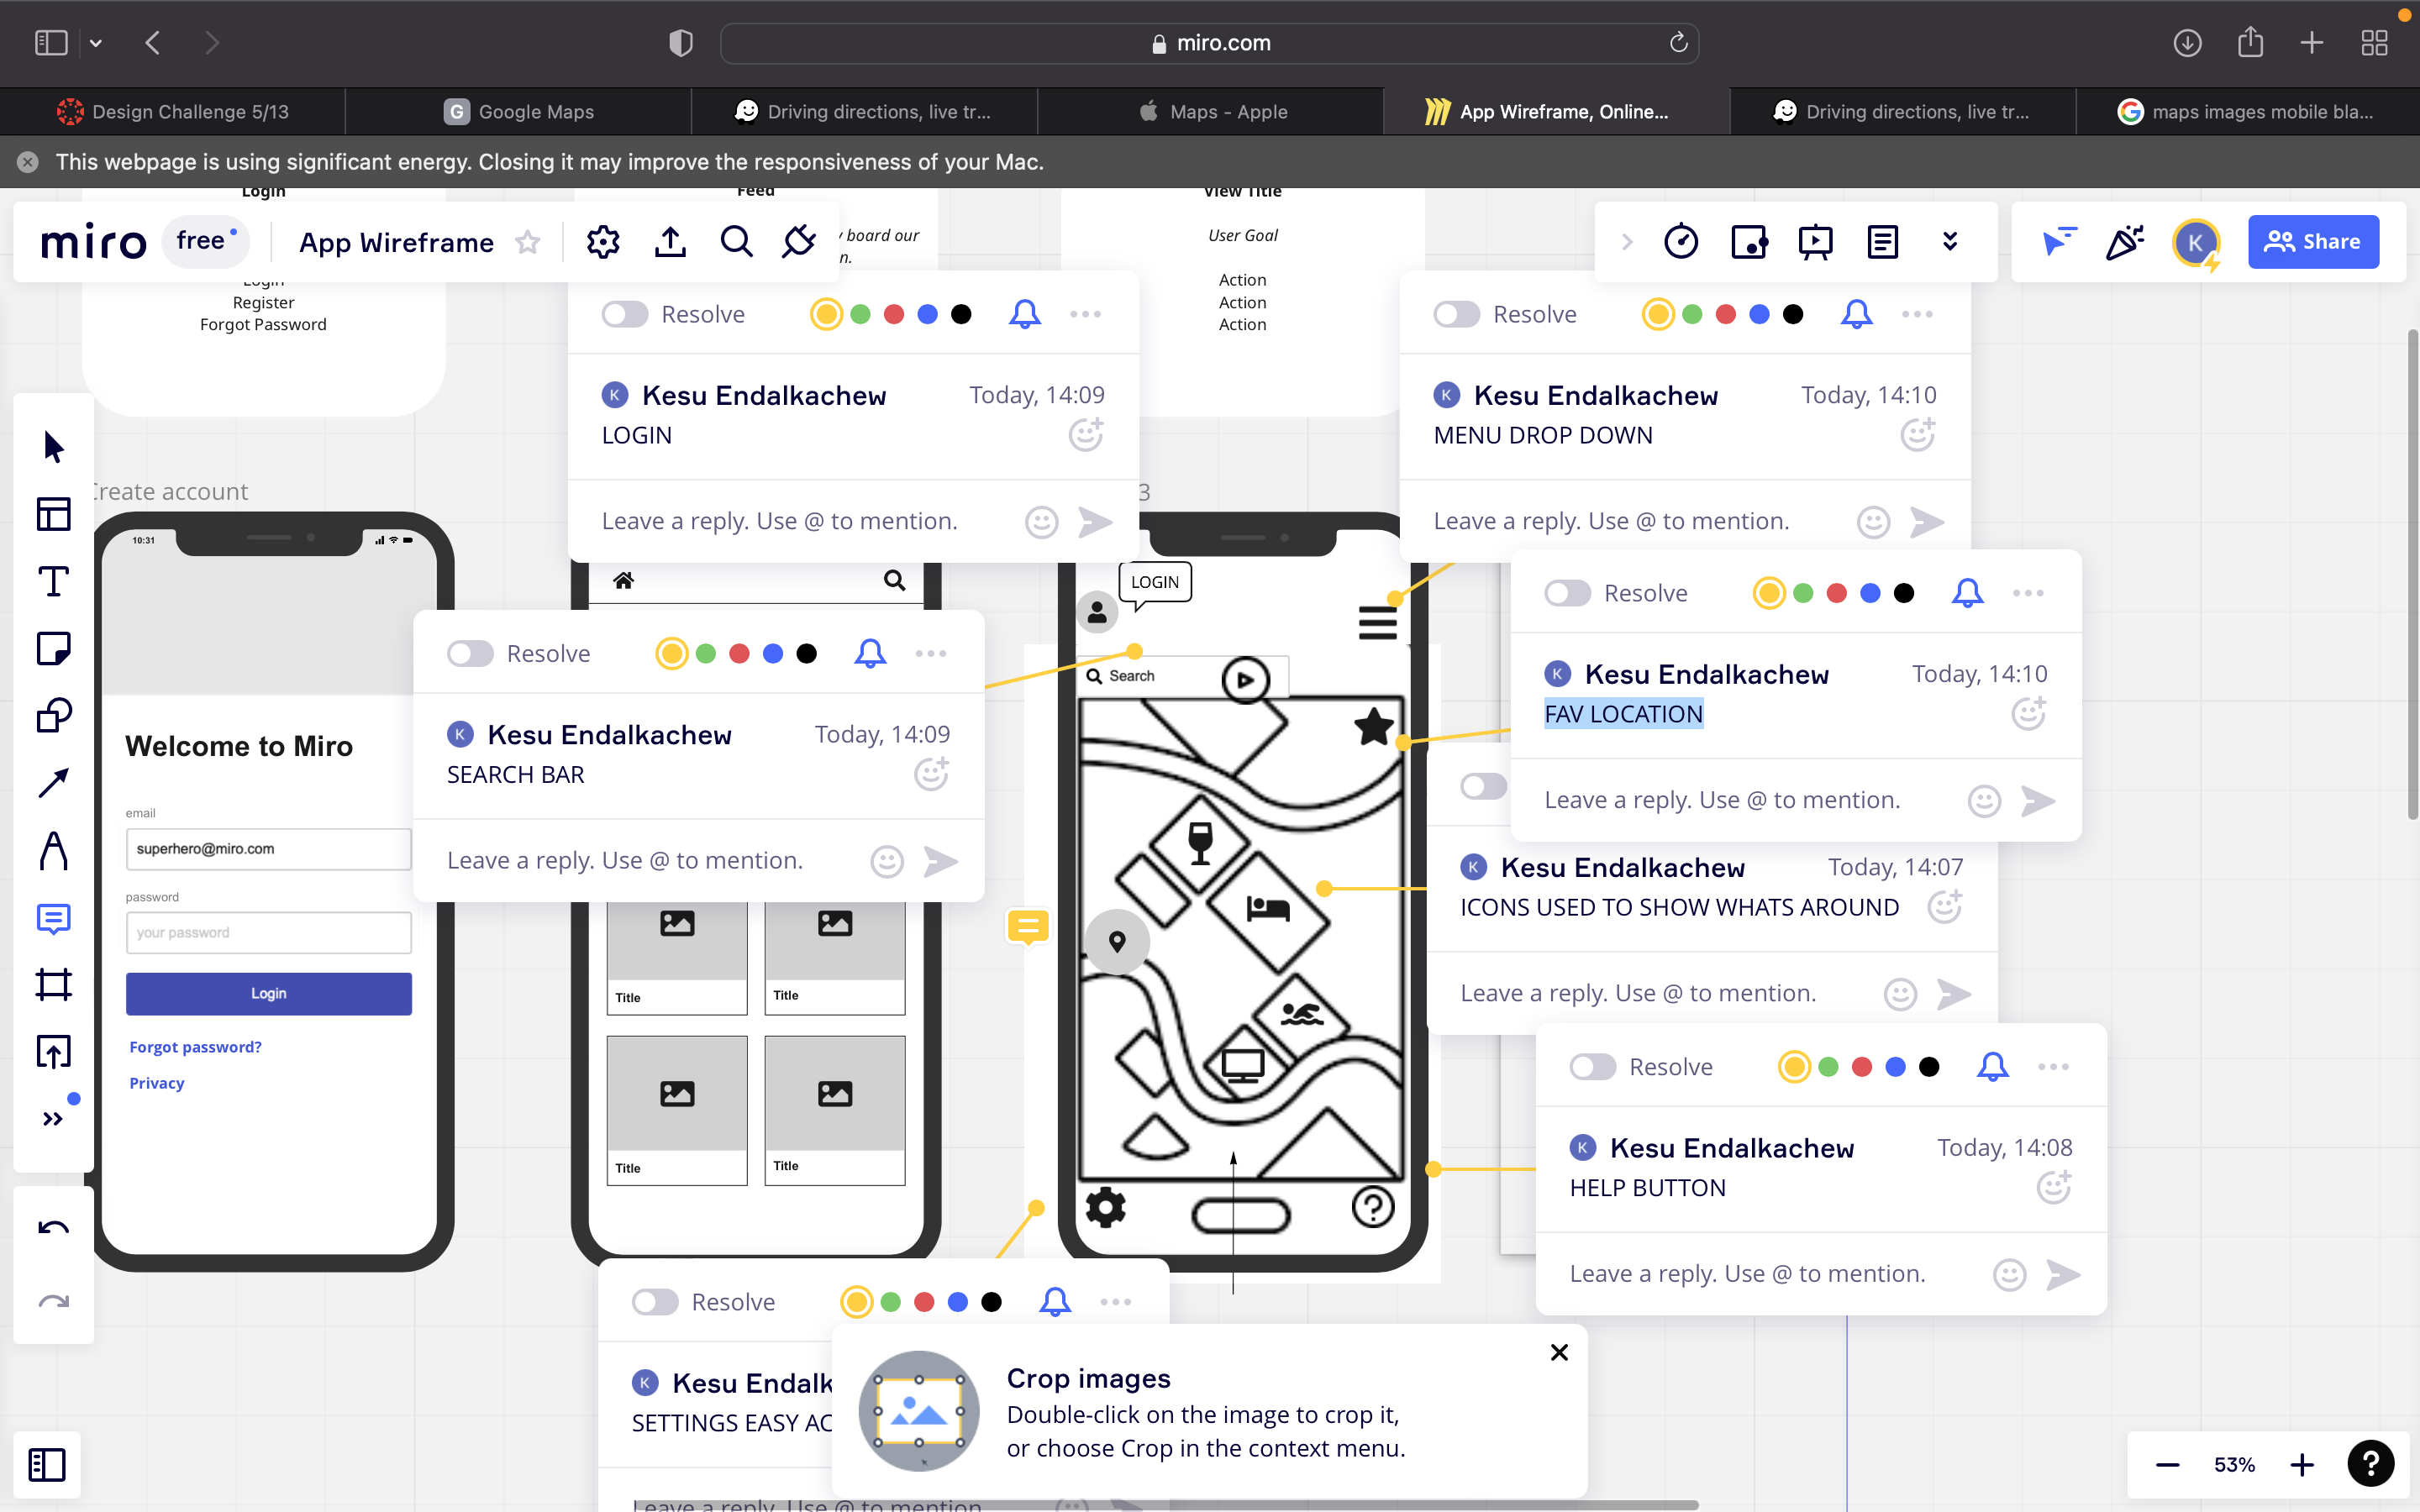 miro.com
Design Challenge 5/13
G Google Maps
Driving directions, live tr...
Maps - Apple
App Wireframe, Online...
Driving directions, live tr...
maps images mobile bla...
This webpage is using significant energy. Closing it may improve the responsiveness of your Mac.
Login
Feed
View Title
miro
free
App Wireframe
board our
n.
User Goal
K
Share
Login
Register
Forgot Password
Action
Action
Action
Resolve
K Kesu Endalkachew Today, 14:09
LOGIN
Leave a reply. Use @ to mention.
Resolve
K Kesu Endalkachew Today, 14:10
MENU DROP DOWN
Leave a reply. Use @ to mention.
Create account
3
10:31
Welcome to Miro
email
superhero@miro.com
password
your password
Login
Forgot password?
Privacy
Resolve
K Kesu Endalkachew Today, 14:09
SEARCH BAR
Leave a reply. Use @ to mention.
Title
Title
Title
Title
LOGIN
Search
Resolve
K Kesu Endalkachew Today, 14:10
FAV LOCATION
Leave a reply. Use @ to mention.
K Kesu Endalkachew Today, 14:07
ICONS USED TO SHOW WHATS AROUND
Leave a reply. Use @ to mention.
Resolve
K Kesu Endalkachew Today, 14:08
HELP BUTTON
Leave a reply. Use @ to mention.
Resolve
K Kesu Endalk
SETTINGS EASY AC
Leave a reply. Use @ to mention
Crop images
Double-click on the image to crop it,
or choose Crop in the context menu.
53%
?